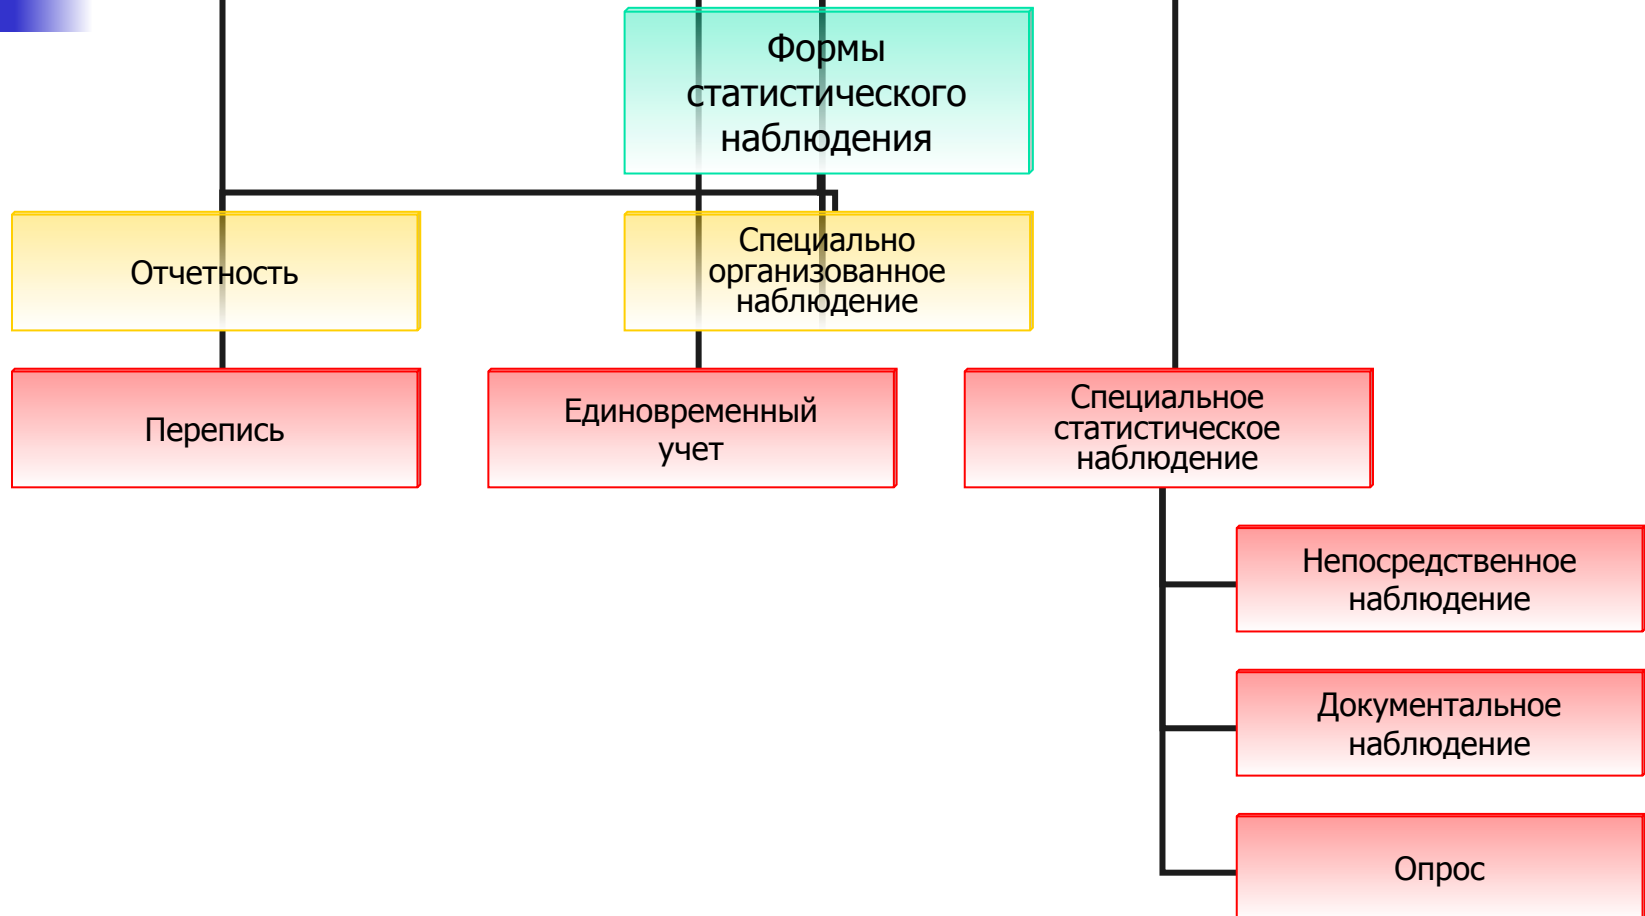 Формы
статистического
наблюдения
Отчетность
Специально
организованное
наблюдение
Перепись
Единовременный
учет
Специальное
статистическое
наблюдение
Непосредственное
наблюдение
Документальное
наблюдение
Опрос